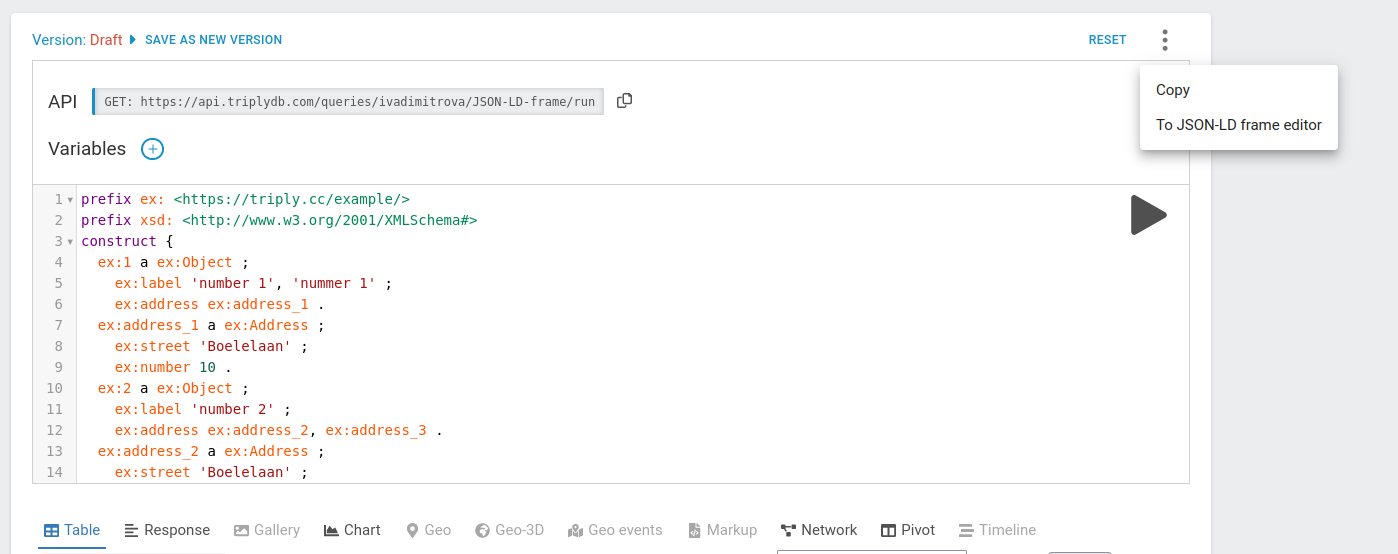 Version: Draft SAVE AS NEW VERSION RESET
Copy
To JSON-LD frame editor
API GET: https://api.triplydb.com/queries/ivadimitrova/JSON-LD-frame/run
Variables
1 prefix ex: <https://triply.cc/example/>
2 prefix xsd: <http://www.w3.org/2001/XMLSchema#>
3 construct {
4 ex:1 a ex:Object ;
5 ex:label 'number 1', 'nummer 1' ;
6 ex:address ex:address_1 .
7 ex:address_1 a ex:Address ;
8 ex:street 'Boelelaan' ;
9 ex:number 10 .
10 ex:2 a ex:Object ;
11 ex:label 'number 2' ;
12 ex:address ex:address_2, ex:address_3 .
13 ex:address_2 a ex:Address ;
14 ex:street 'Boelelaan' ;
Table Response Gallery Chart Geo Geo-3D Geo events Markup Network Pivot Timeline